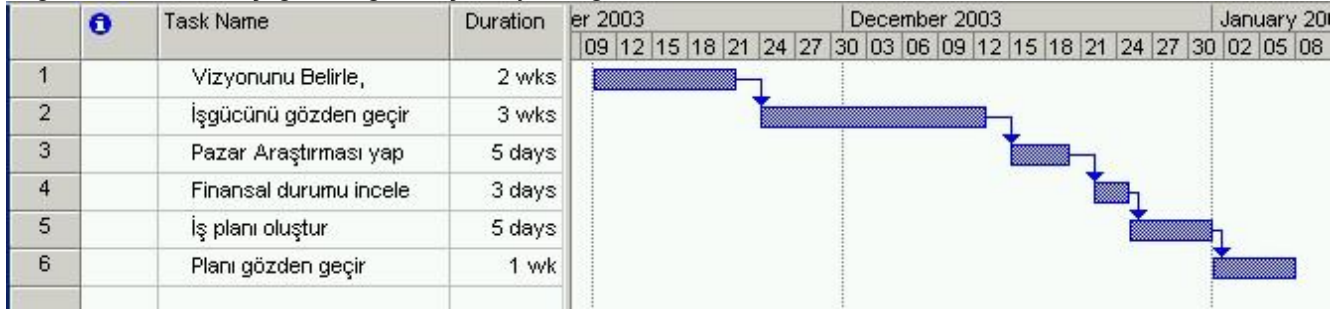 Task Name Duration er 2003 December 2003 January 20
09 12 15 18 21 24 27 30 03 06 09 12 15 18 21 24 27 30 02 05 08
1 Vizyonunu Belirle, 2 wks
2 İşgücünü gözden geçir 3 wks
3 Pazar Araştırması yap 5 days
4 Finansal durumu incele 3 days
5 İş planı oluştur 5 days
6 Planı gözden geçir 1 wk